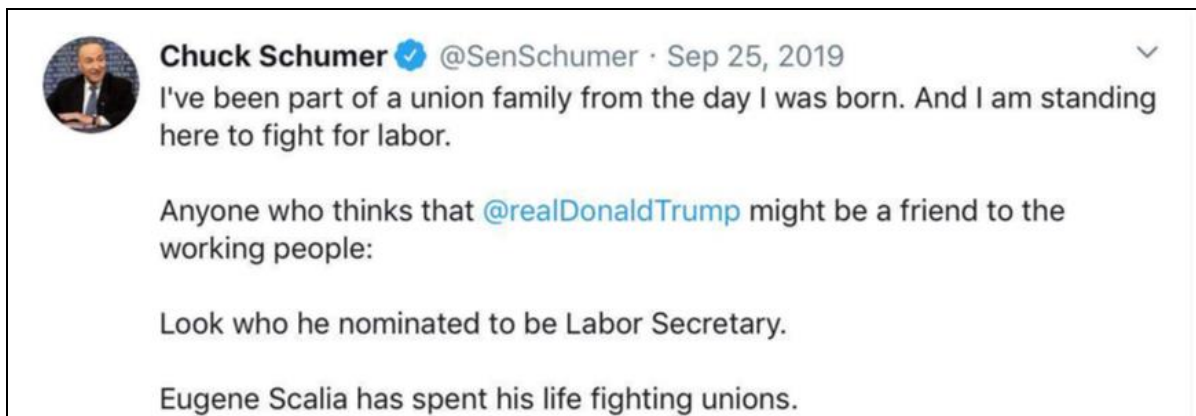 Chuck Schumer @SenSchumer · Sep 25, 2019
I've been part of a union family from the day I was born. And I am standing
here to fight for labor.
Anyone who thinks that @realDonaldTrump might be a friend to the
working people:
Look who he nominated to be Labor Secretary.
Eugene Scalia has spent his life fighting unions.